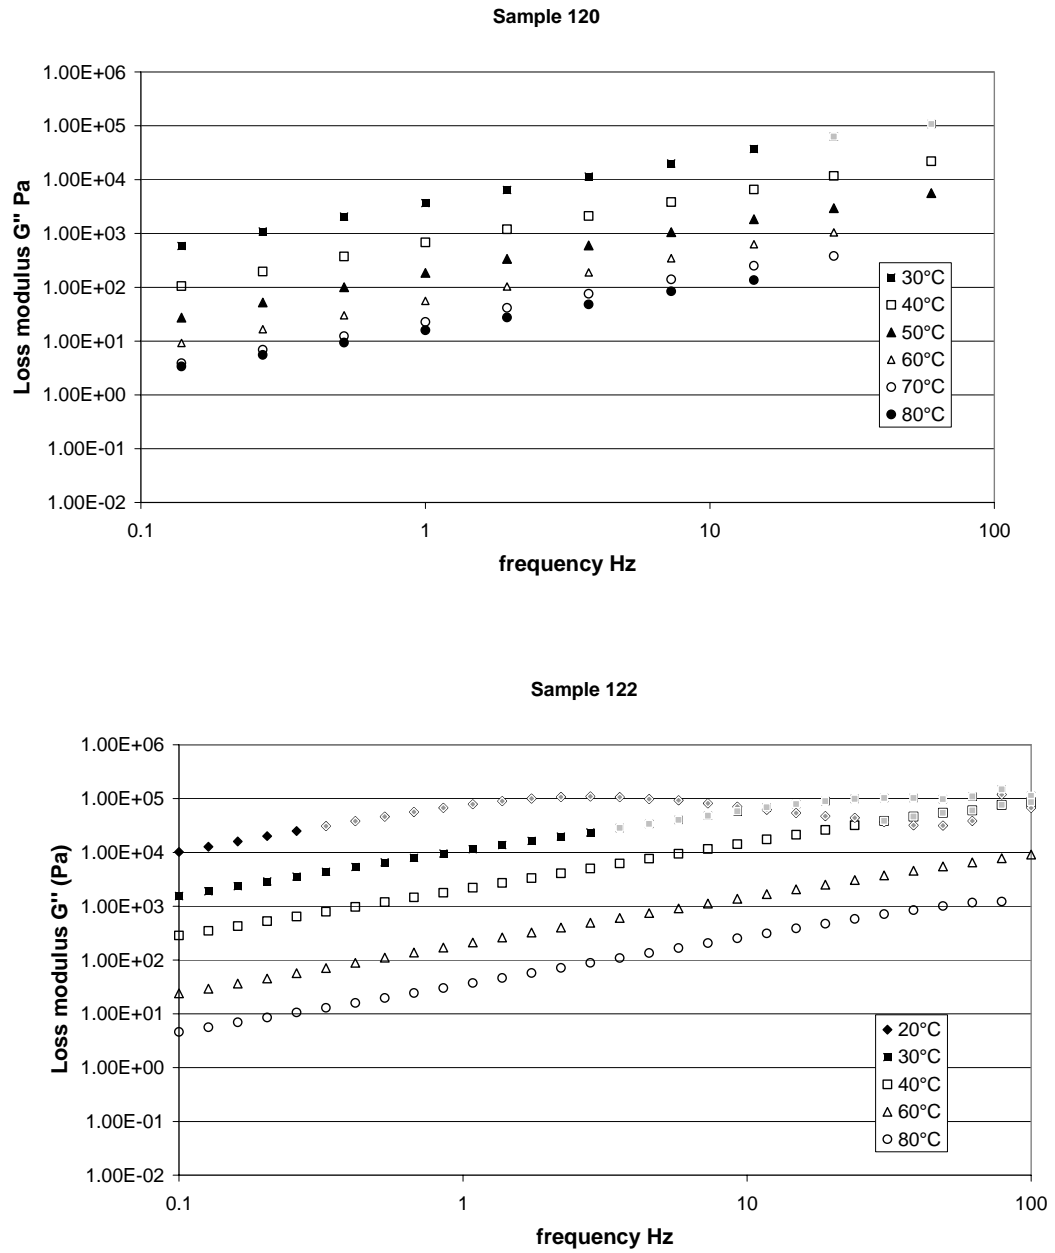 Sample 120
1.00E+06
1.00E+05
1.00E+04
1.00E+03
1.00E+02
1.00E+01
1.00E+00
1.00E-01
1.00E-02
Loss modulus G" Pa
0.1
1
10
100
frequency Hz
30°C
40°C
50°C
60°C
70°C
80°C
Sample 122
1.00E+06
1.00E+05
1.00E+04
1.00E+03
1.00E+02
1.00E+01
1.00E+00
1.00E-01
1.00E-02
Loss modulus G'' (Pa)
0.1
1
10
100
frequency Hz
20°C
30°C
40°C
60°C
80°C